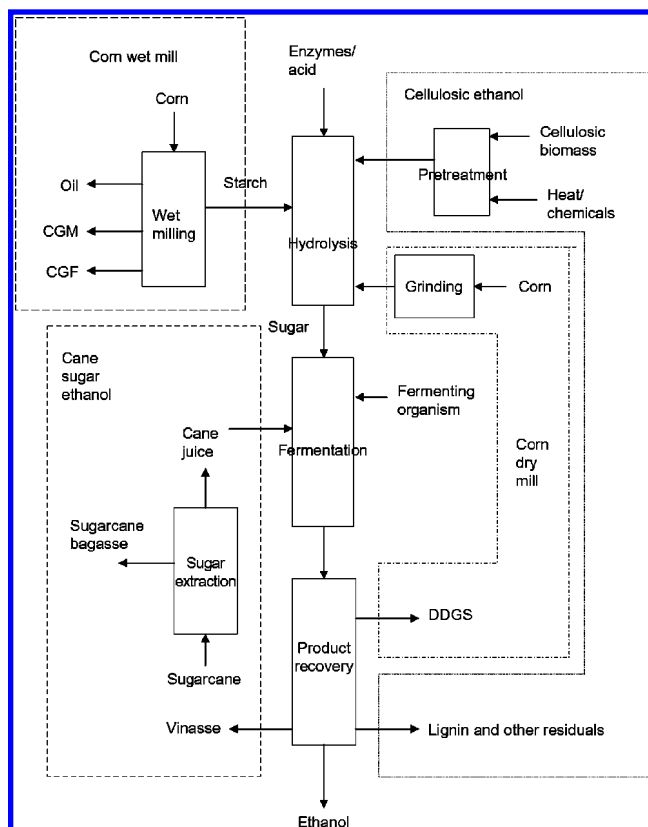 Corn wet mill
Enzymes/
acid
Cellulosic ethanol
Corn
Cellulosic
biomass
Pretreatment
Oil
Starch
Wet
milling
CGM
Heat/
chemicals
CGF
Hydrolysis
Grinding
Corn
Sugar
Cane
sugar
ethanol
Fermenting
organism
Cane
juice
Fermentation
Corn
dry
mill
Sugarcane
bagasse
Sugar
extraction
DDGS
Product
recovery
Sugarcane
Vinasse
Lignin and other residuals
Ethanol